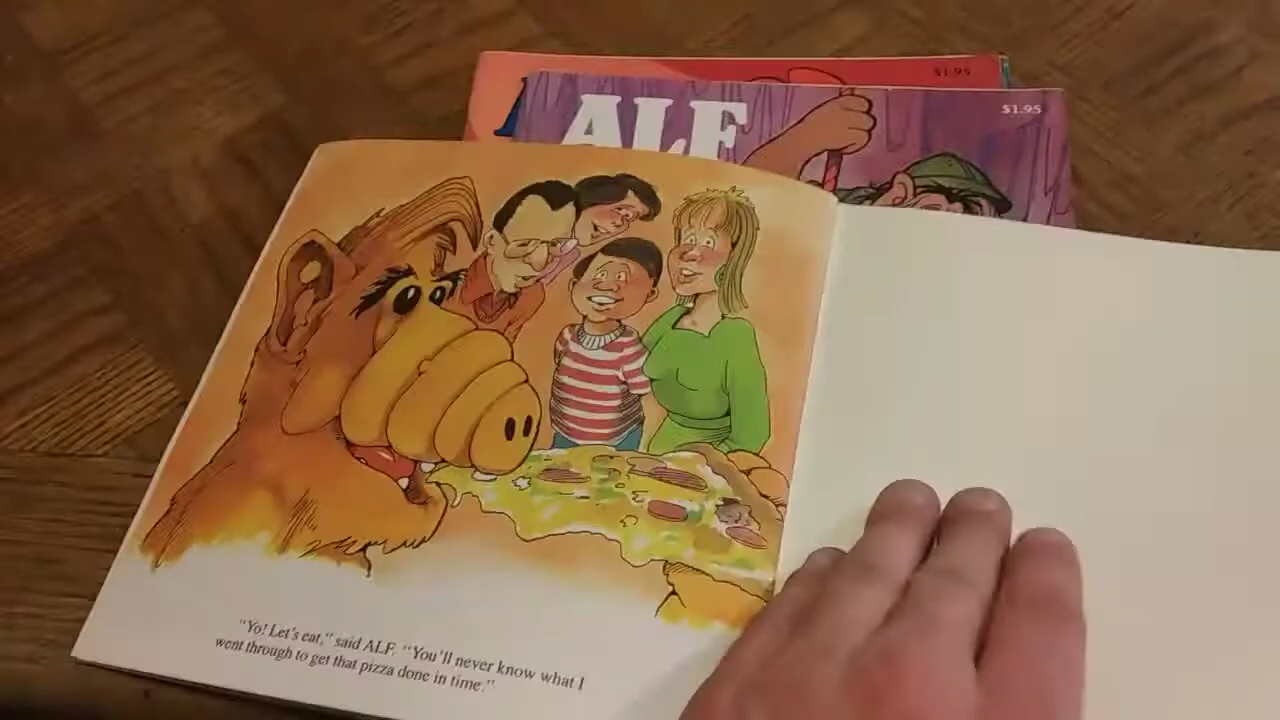 $1.95
ALF
$1.95
"Yo! Let's eat," said ALF. "You'll never know what I
went through to get that pizza done in time."